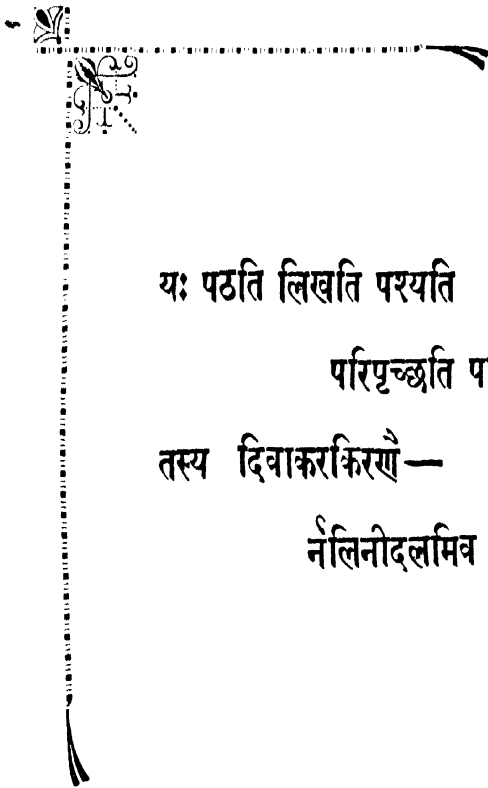 यः पठति लिखति पश्यति
परिपृच्छति
तस्य दिवाकरकिरणै—
र्नलिनीदलमिव